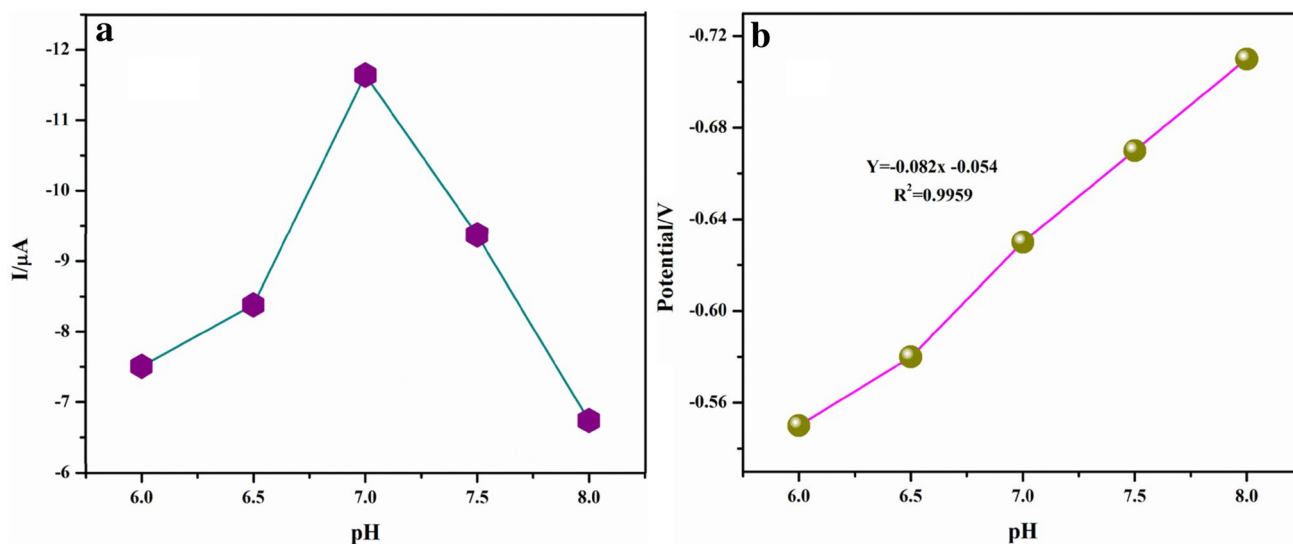 a
-12
-11
-10
-9
-8
-7
-6
I/μA
6.0 6.5 7.0 7.5 8.0
pH
b
-0.72
-0.68
-0.64
-0.60
-0.56
Potential/V
Y=-0.082x -0.054
R²=0.9959
6.0 6.5 7.0 7.5 8.0
pH